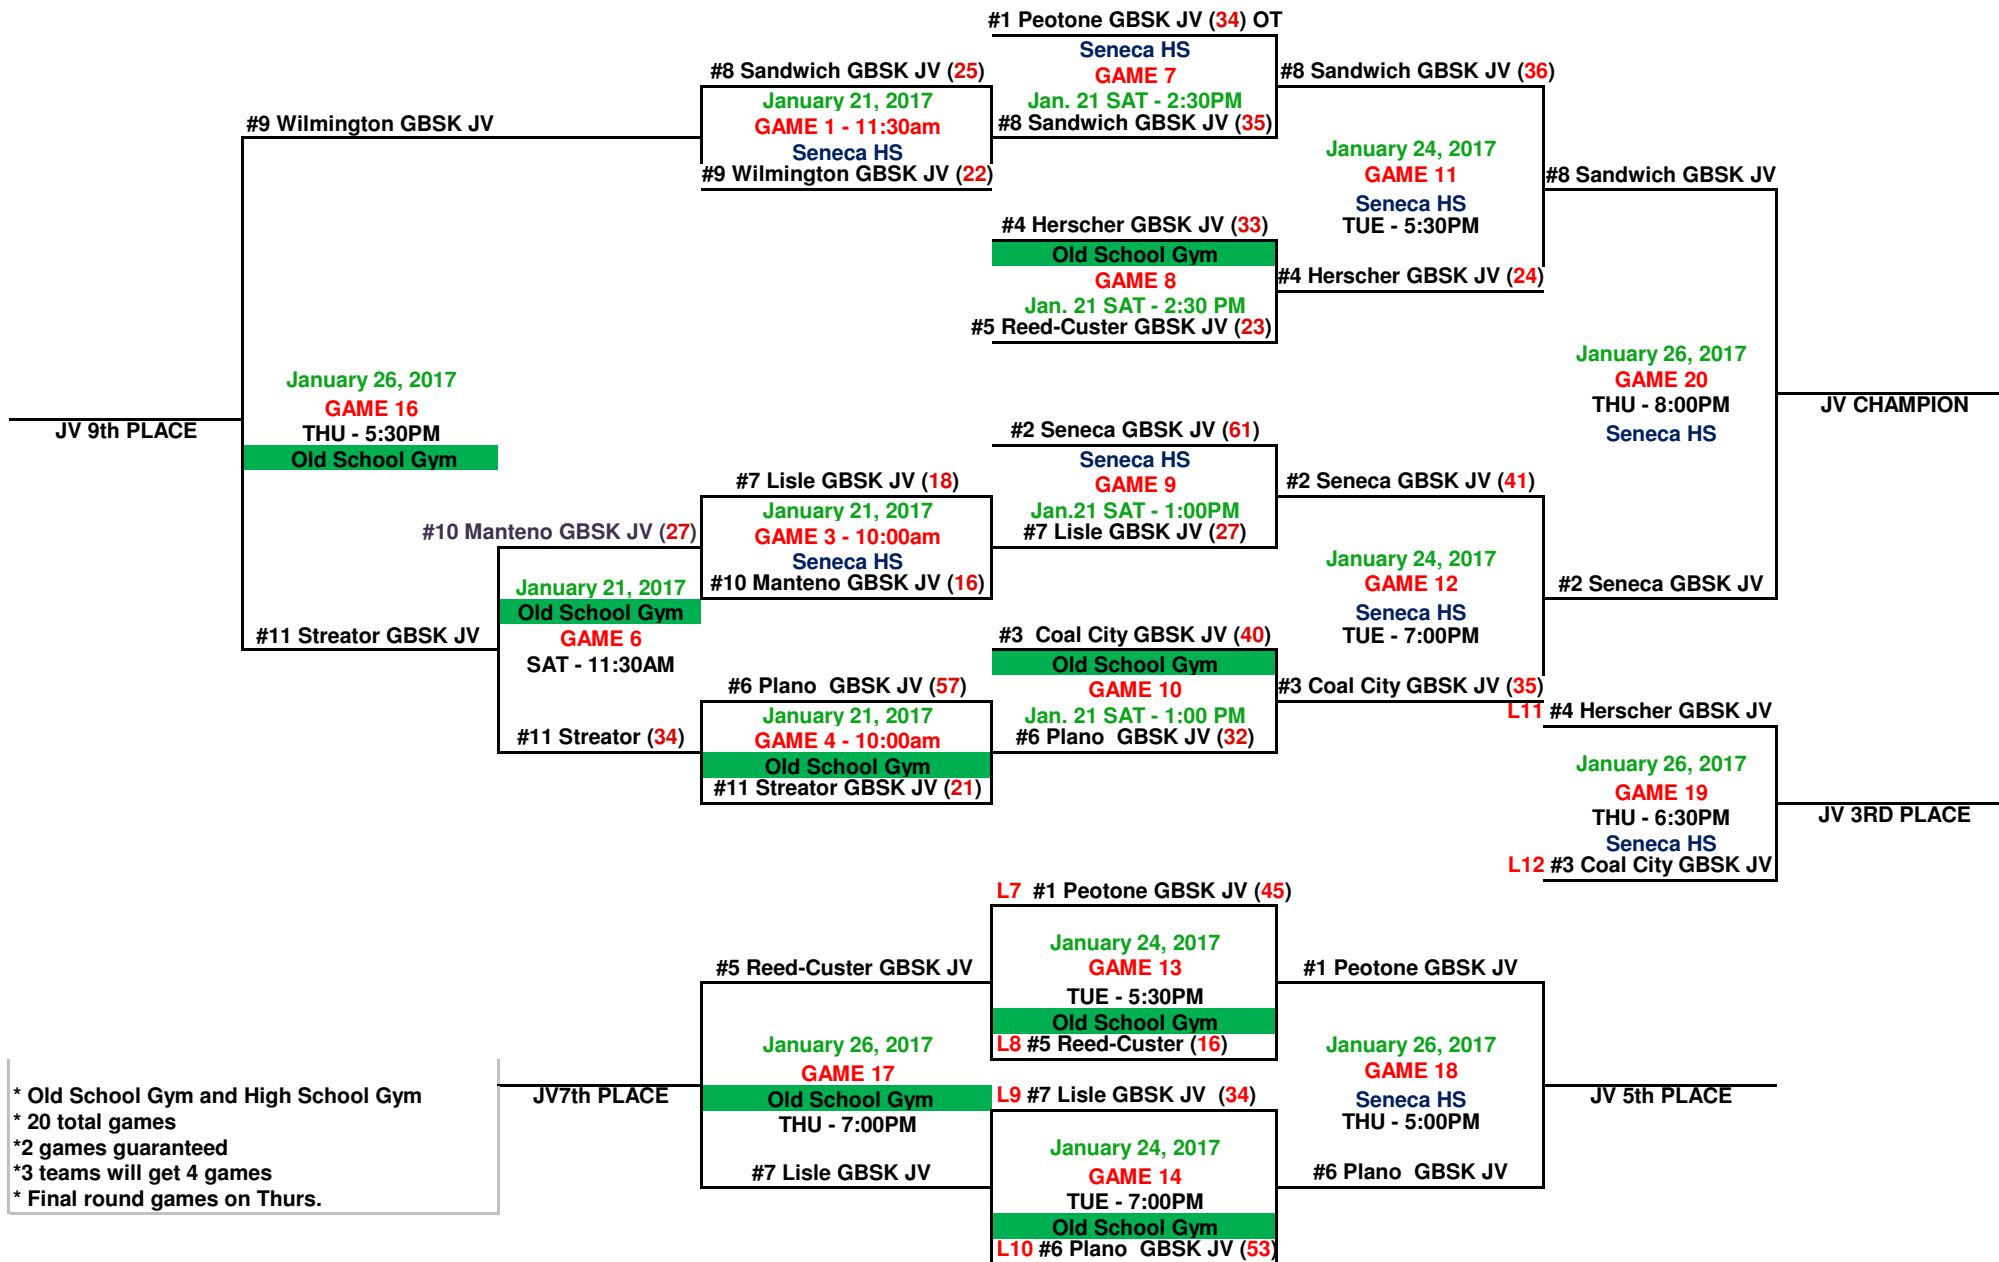 #1 Peotone GBSK JV (34) OT
Seneca HS
#8 Sandwich GBSK JV (25)
GAME 7
#8 Sandwich GBSK JV (36)
January 21, 2017
Jan. 21 SAT - 2:30PM
#9 Wilmington GBSK JV
GAME 1 - 11:30am
#8 Sandwich GBSK JV (35)
Seneca HS
January 24, 2017
#9 Wilmington GBSK JV (22)
GAME 11
#8 Sandwich GBSK JV
Seneca HS
#4 Herscher GBSK JV (33)
TUE - 5:30PM
Old School Gym
GAME 8
#4 Herscher GBSK JV (24)
Jan. 21 SAT - 2:30 PM
#5 Reed-Custer GBSK JV (23)
January 26, 2017
January 26, 2017
GAME 20
GAME 16
THU - 8:00PM
JV CHAMPION
JV 9th PLACE
THU - 5:30PM
#2 Seneca GBSK JV (61)
Seneca HS
Old School Gym
Seneca HS
#7 Lisle GBSK JV (18)
GAME 9
#2 Seneca GBSK JV (41)
January 21, 2017
Jan.21 SAT - 1:00PM
#10 Manteno GBSK JV (27)
GAME 3 - 10:00am
#7 Lisle GBSK JV (27)
Seneca HS
January 24, 2017
January 21, 2017
#10 Manteno GBSK JV (16)
GAME 12
#2 Seneca GBSK JV
Old School Gym
Seneca HS
#11 Streator GBSK JV
GAME 6
#3 Coal City GBSK JV (40)
TUE - 7:00PM
SAT - 11:30AM
Old School Gym
#6 Plano GBSK JV (57)
GAME 10
#3 Coal City GBSK JV (35)
January 21, 2017
Jan. 21 SAT - 1:00 PM
L11 #4 Herscher GBSK JV
#11 Streator (34)
GAME 4 - 10:00am
#6 Plano GBSK JV (32)
Old School Gym
January 26, 2017
#11 Streator GBSK JV (21)
GAME 19
THU - 6:30PM
JV 3RD PLACE
Seneca HS
L12 #3 Coal City GBSK JV
L7 #1 Peotone GBSK JV (45)
January 24, 2017
#5 Reed-Custer GBSK JV
GAME 13
#1 Peotone GBSK JV
TUE - 5:30PM
Old School Gym
January 26, 2017
L8 #5 Reed-Custer (16)
January 26, 2017
GAME 17
GAME 18
* Old School Gym and High School Gym
JV7th PLACE
Old School Gym
L9 #7 Lisle GBSK JV (34)
Seneca HS
JV 5th PLACE
* 20 total games
THU - 7:00PM
THU - 5:00PM
*2 games guaranteed
January 24, 2017
*3 teams will get 4 games
#7 Lisle GBSK JV
GAME 14
#6 Plano GBSK JV
* Final round games on Thurs.
TUE - 7:00PM
Old School Gym
L10 #6 Plano GBSK JV (53)